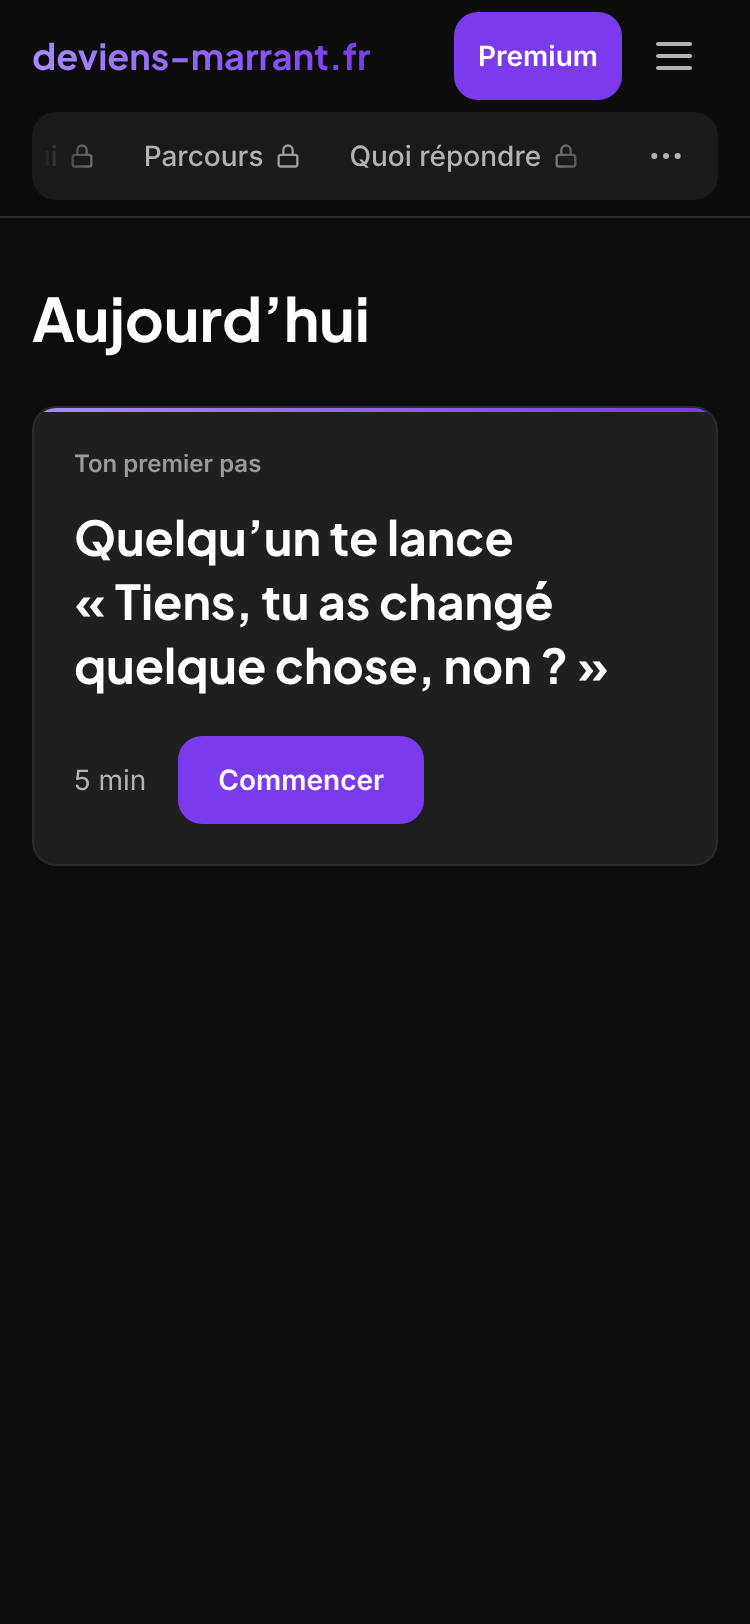 deviens-marrant.fr
Premium
Parcours
Quoi répondre
Aujourd’hui
Ton premier pas
Quelqu’un te lance
« Tiens, tu as changé
quelque chose, non ? »
5 min
Commencer